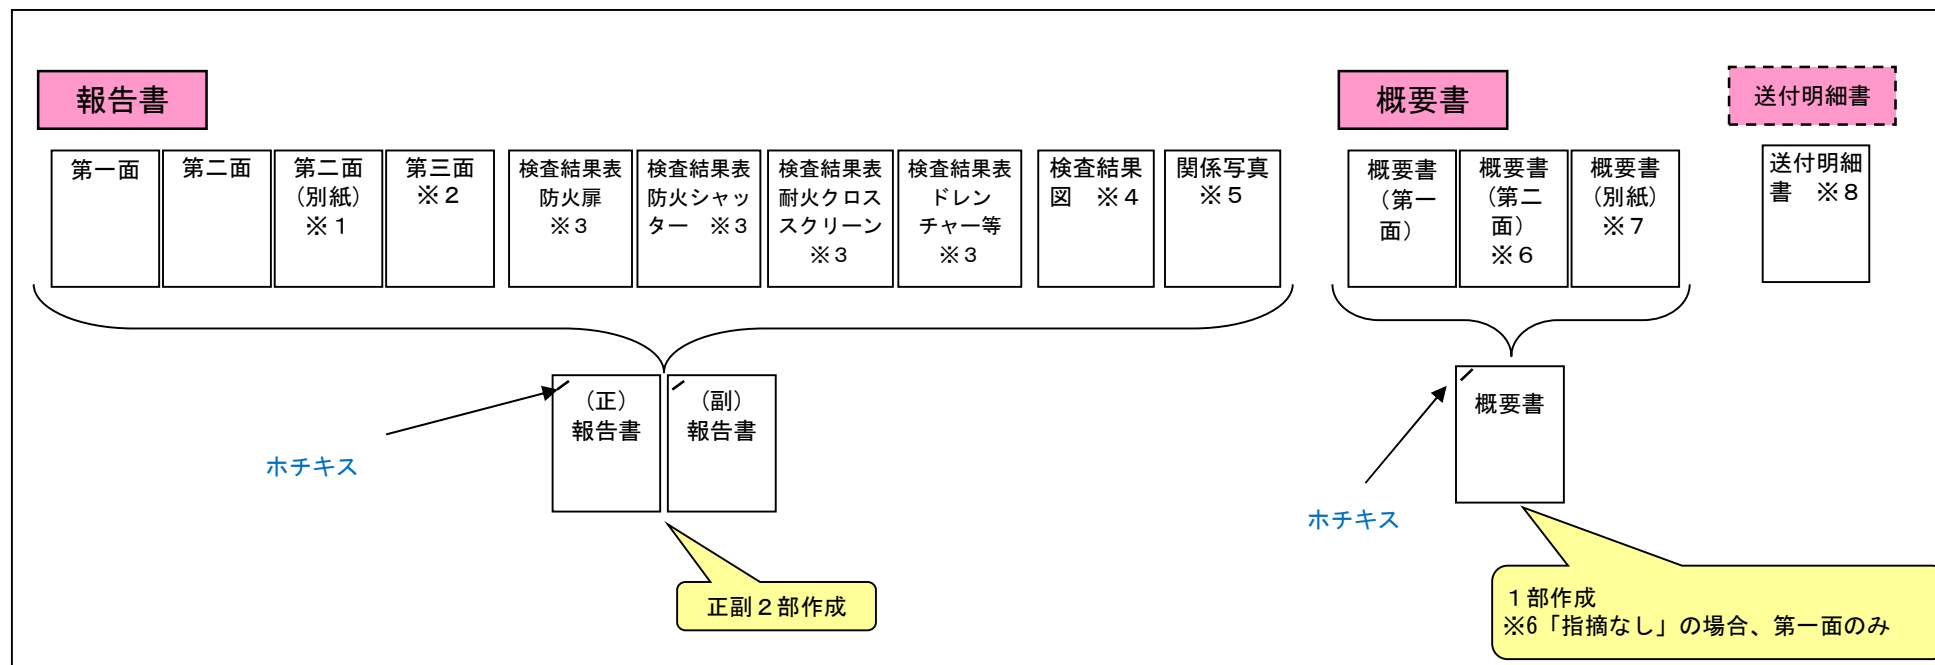 報告書
概要書
送付明細書
第一面
第二面
第二面
(別紙)
※1
第三面
※2
検査結果表
防火扉
※3
検査結果表
防火シャッ
ター ※3
検査結果表
耐火クロス
スクリーン
※3
検査結果表
ドレン
チャー等
※3
検査結果
図 ※4
関係写真
※5
概要書
(第一
面)
概要書
(第二
面)
※6
概要書
(別紙)
※7
送付明細
書 ※8
(正)
報告書
(副)
報告書
ホチキス
正副2部作成
概要書
ホチキス
1部作成
※6「指摘なし」の場合、第一面のみ